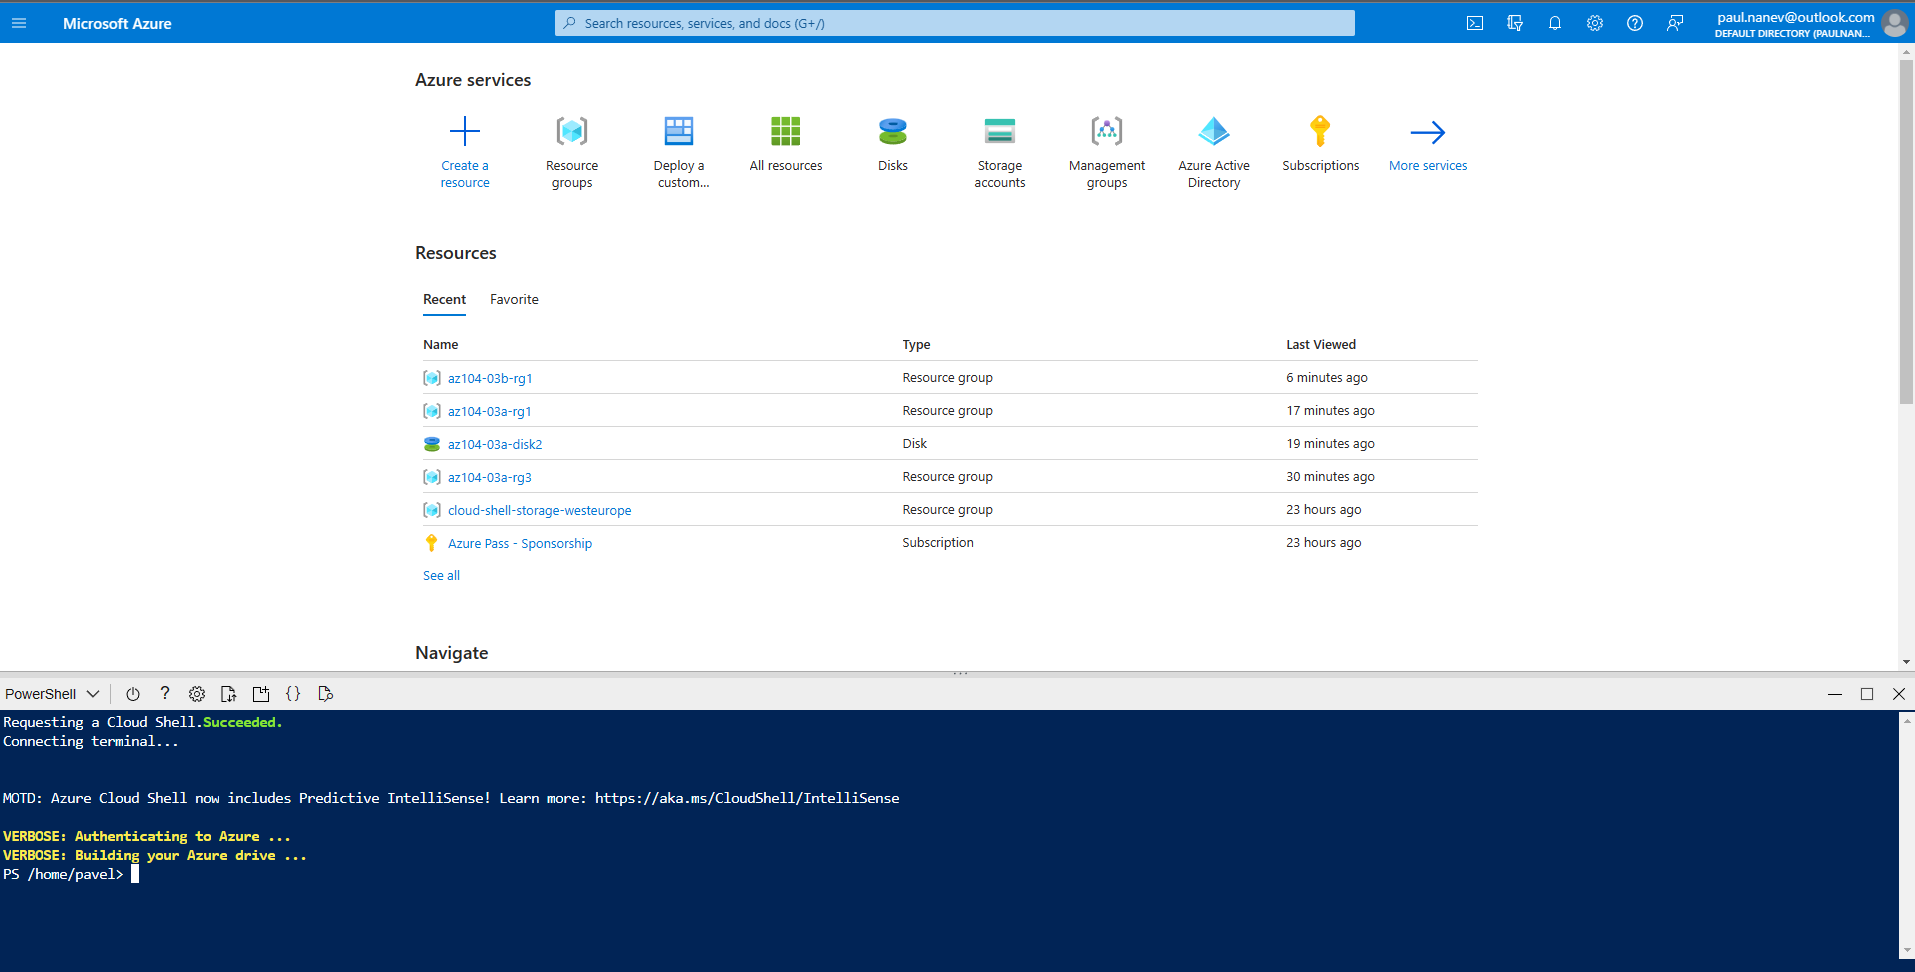 Microsoft Azure
Search resources, services, and docs (G+/)
paul.nanev@outlook.com
DEFAULT DIRECTORY (PAULNAN...
Azure services
Create a
resource
Resource
groups
Deploy a
custom...
All resources
Disks
Storage
accounts
Management
groups
Azure Active
Directory
Subscriptions
More services
Resources
Recent Favorite
Name Type Last Viewed
az104-03b-rg1 Resource group 6 minutes ago
az104-03a-rg1 Resource group 17 minutes ago
az104-03a-disk2 Disk 19 minutes ago
az104-03a-rg3 Resource group 30 minutes ago
cloud-shell-storage-westeurope Resource group 23 hours ago
Azure Pass - Sponsorship Subscription 23 hours ago
See all
Navigate
PowerShell
Requesting a Cloud Shell.Succeeded.
Connecting terminal...
MOTD: Azure Cloud Shell now includes Predictive IntelliSense! Learn more: https://aka.ms/CloudShell/IntelliSense
VERBOSE: Authenticating to Azure ...
VERBOSE: Building your Azure drive ...
PS /home/pavel>